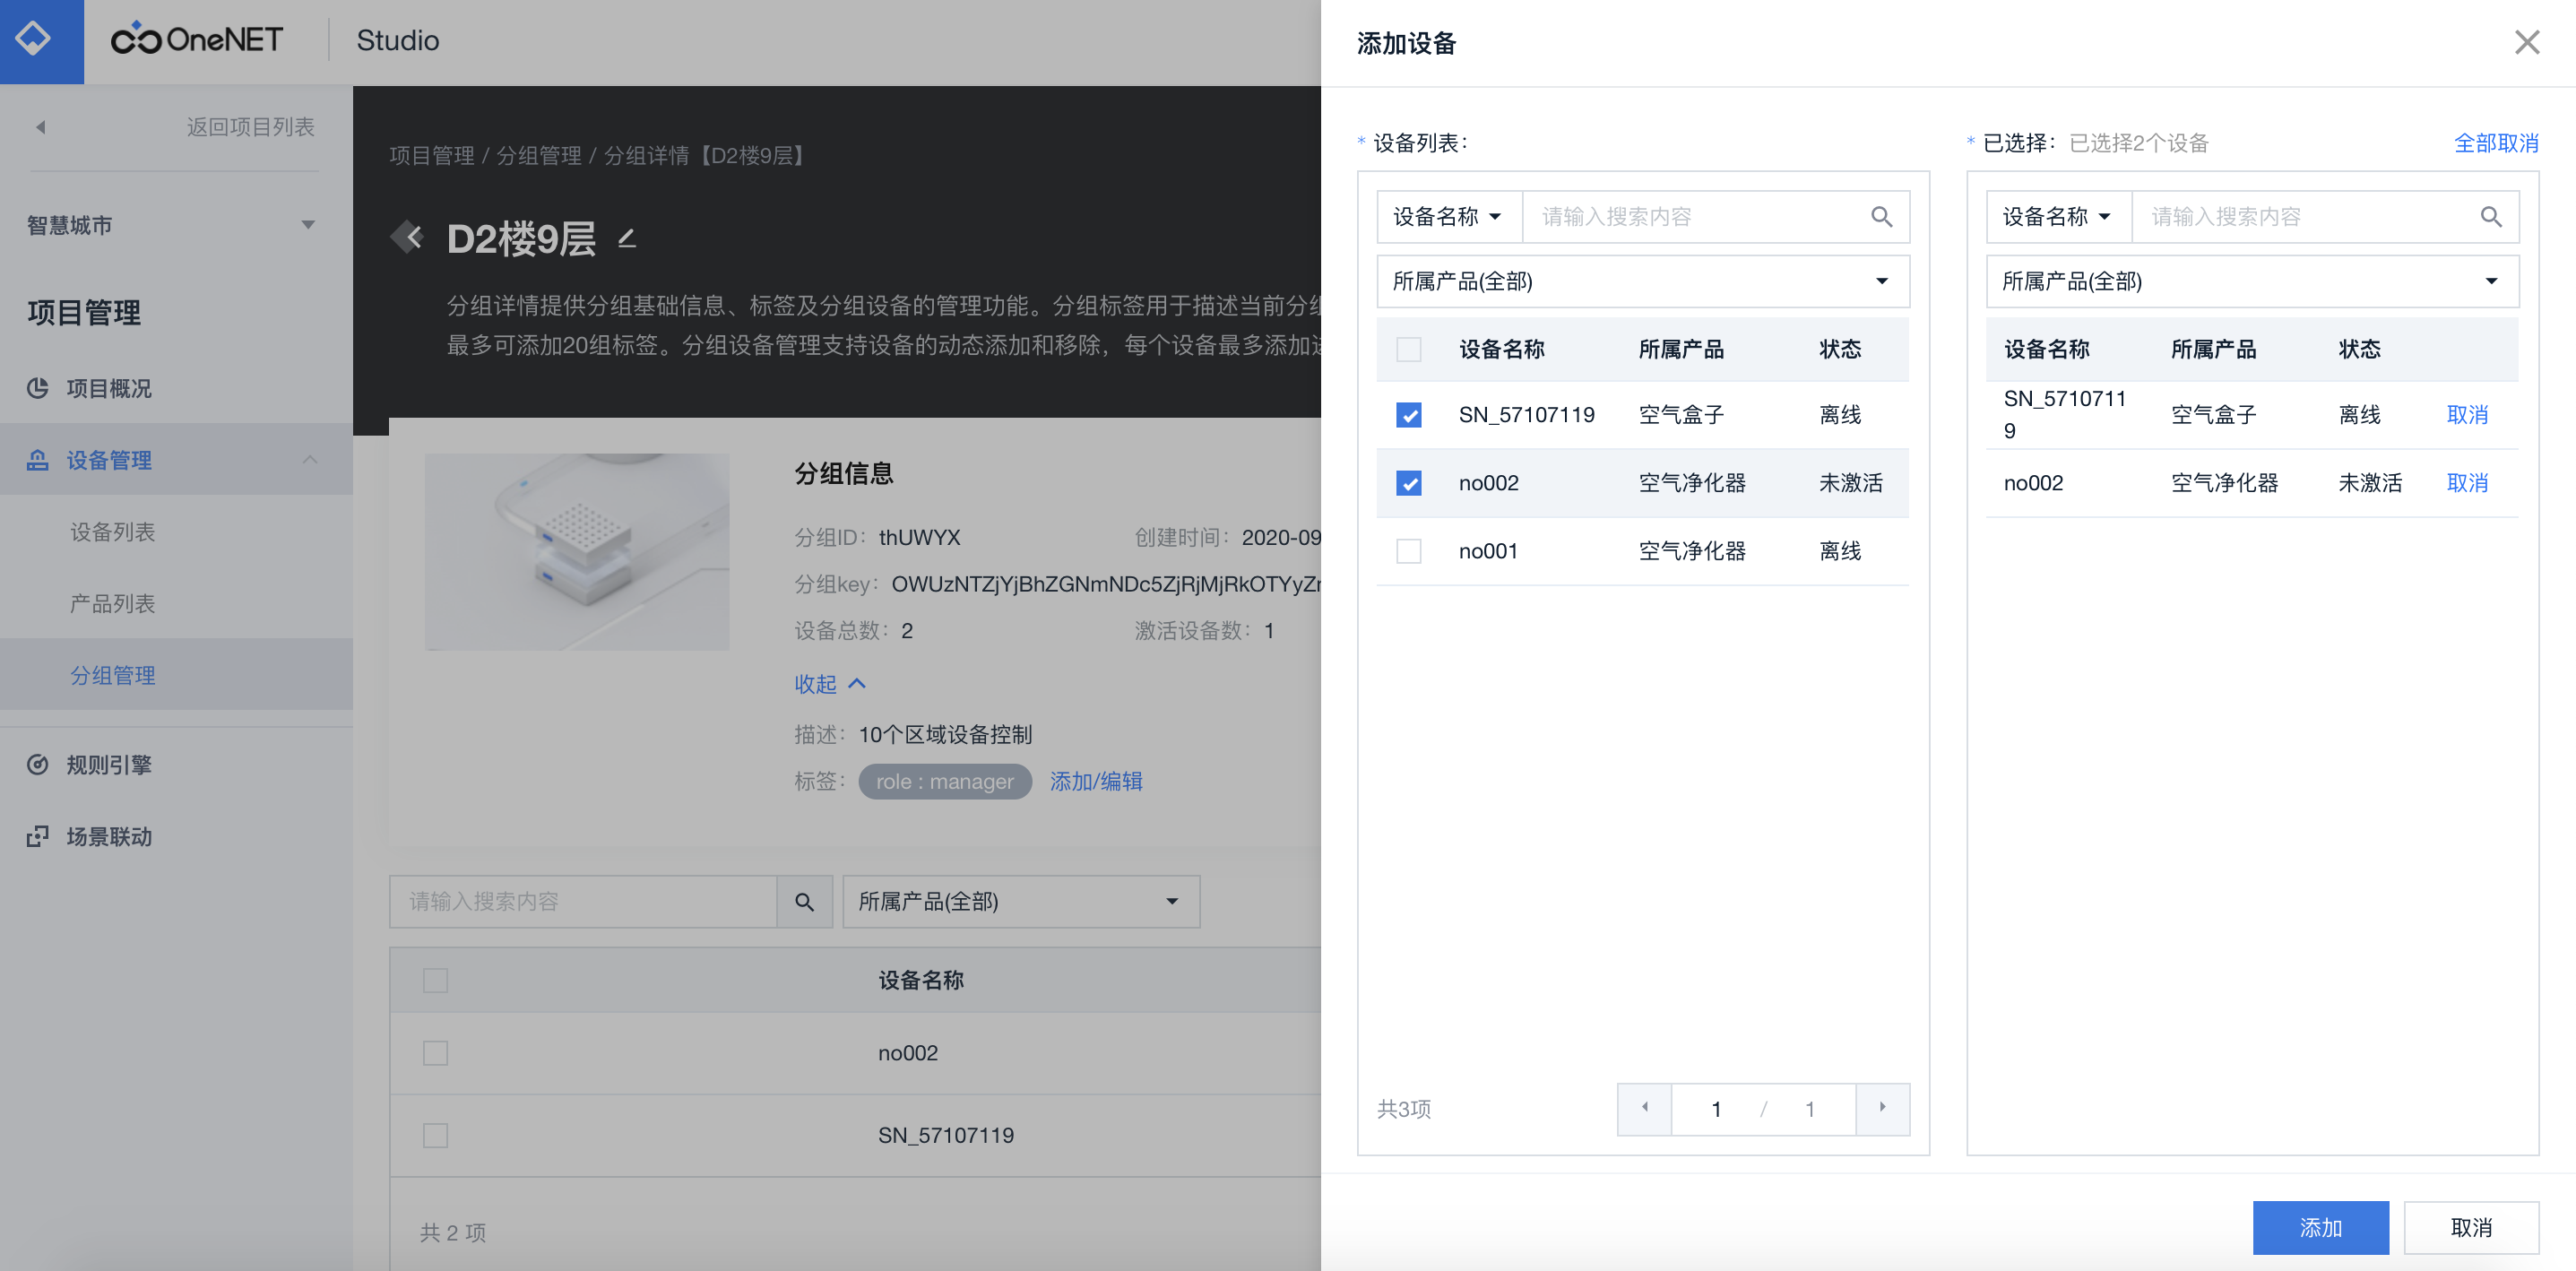 OneNET
Studio
返回项目列表
智慧城市
项目管理
项目概况
设备管理
设备列表
产品列表
分组管理
规则引擎
场景联动
项目管理 / 分组管理 / 分组详情【D2楼9层】
D2楼9层
分组详情提供分组基础信息、标签及分组设备的管理功能。分组标签用于描述当前分组
最多可添加20组标签。分组设备管理支持设备的动态添加和移除，每个设备最多添加
分组信息
分组ID： thUWYX 创建时间： 2020-09
分组key： OWUzNTZjYjBhZGNmNDc5ZjRjMjRkOTYyZ
设备总数： 2 激活设备数： 1
收起
描述： 10个区域设备控制
标签： role : manager 添加/编辑
请输入搜索内容 所属产品(全部)
设备名称
no002
SN_57107119
共 2 项
添加设备
* 设备列表：
设备名称 请输入搜索内容
所属产品(全部)
设备名称 所属产品 状态
SN_57107119 空气盒子 离线
no002 空气净化器 未激活
no001 空气净化器 离线
共3项 1 / 1
* 已选择： 已选择2个设备 全部取消
设备名称 请输入搜索内容
所属产品(全部)
设备名称 所属产品 状态
SN_5710711
9 空气盒子 离线 取消
no002 空气净化器 未激活 取消
添加 取消